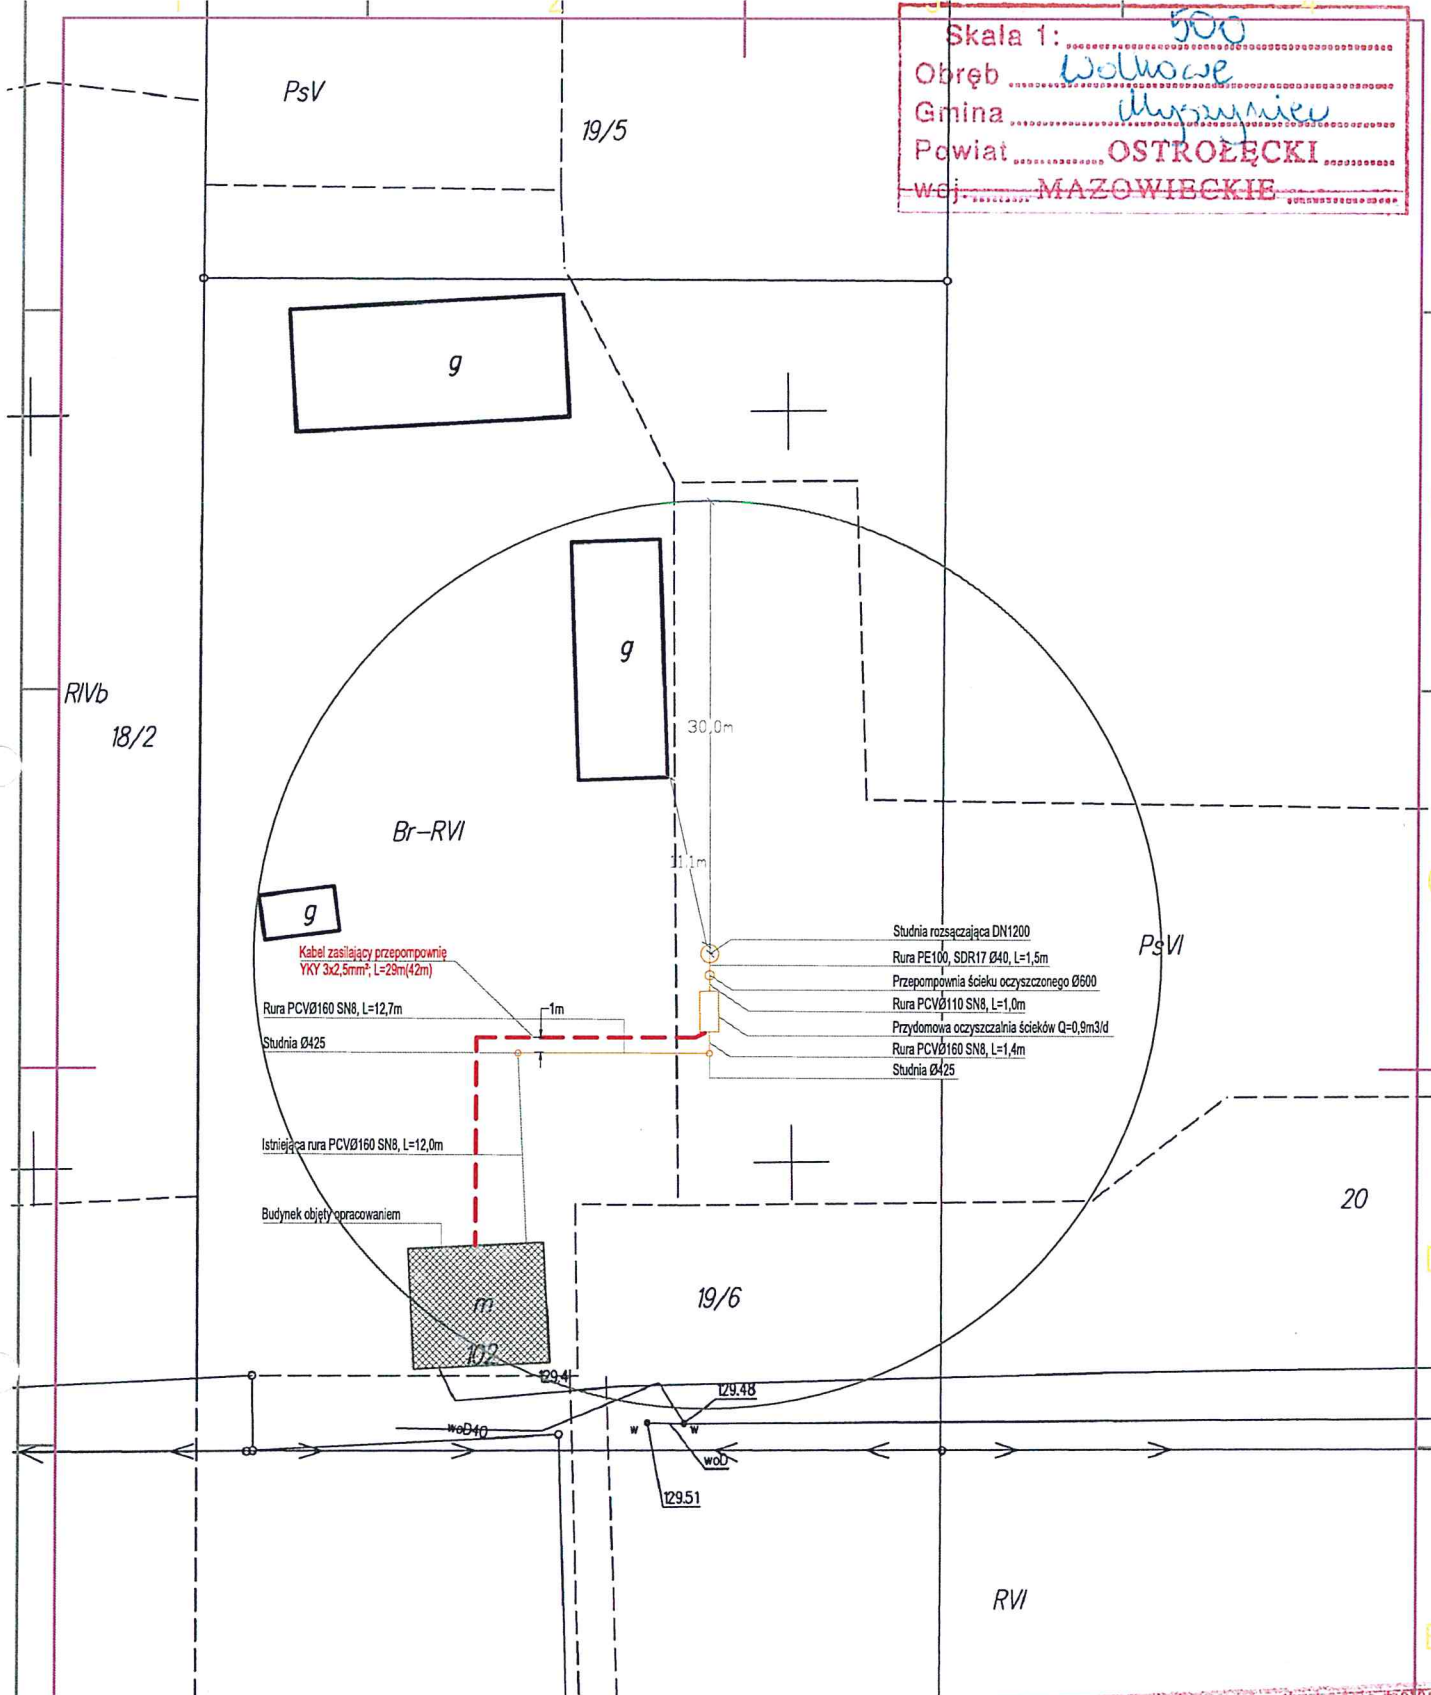 1
2
3
4
Skala 1: 500
Obręb Wolkowe
Gmina Myszyniec
Powiat OSTROŁĘCKI
woj. MAZOWIECKIE
PsV
19/5
g
g
30,0m
RIVb
18/2
Br-RVI
11,1m
g
Kabel zasilający przepompownię
YKY 3x2,5mm²; L=29m(42m)
Rura PCVØ160 SN8, L=12,7m
1m
Studnia Ø425
Studnia rozsączająca DN1200
Rura PE100, SDR17 Ø40, L=1,5m
Przepompownia ścieku oczyszczonego Ø600
Rura PCVØ110 SN8, L=1,0m
Przydomowa oczyszczalnia ścieków Q=0,9m3/d
Rura PCVØ160 SN8, L=1,4m
Studnia Ø425
PsVI
Istniejąca rura PCVØ160 SN8, L=12,0m
Budynek objęty opracowaniem
20
m
19/6
102
129.4
129.48
woD40
w
w
woD
129.51
RVI